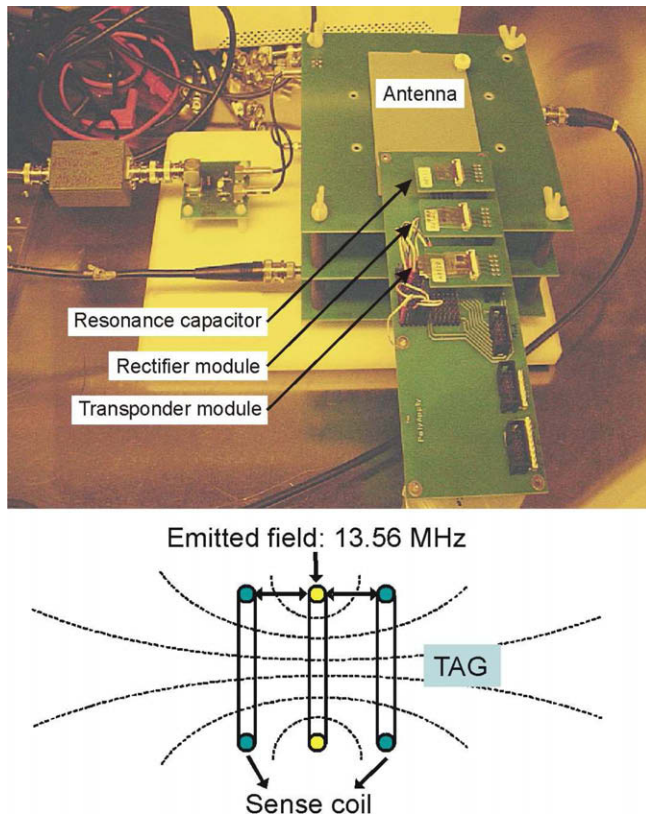 Antenna
Resonance capacitor
Rectifier module
Transponder module
Emitted field: 13.56 MHz
TAG
Sense coil